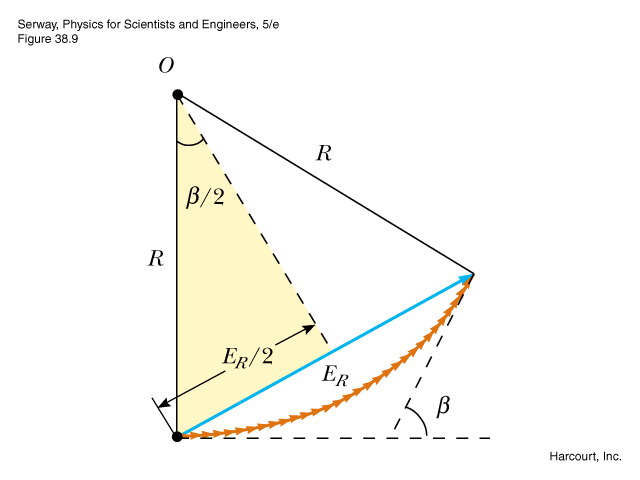 Serway, Physics for Scientists and Engineers, 5/e
Figure 38.9
O
R
β/2
R
E_R/2
E_R
β
Harcourt, Inc.